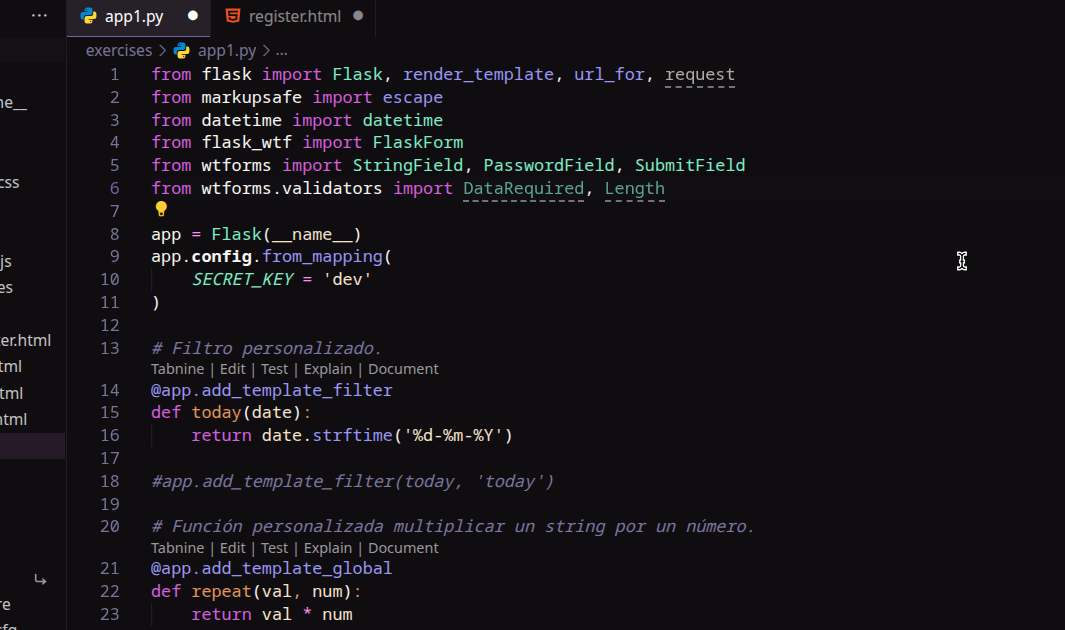 ··· app1.py ● register.html ●
exercises > app1.py > ...
1 from flask import Flask, render_template, url_for, request
2 from markupsafe import escape
3 from datetime import datetime
4 from flask_wtf import FlaskForm
5 from wtforms import StringField, PasswordField, SubmitField
6 from wtforms.validators import DataRequired, Length
7
8 app = Flask(__name__)
9 app.config.from_mapping(
10 SECRET_KEY = 'dev'
11 )
12
13 # Filtro personalizado.
Tabnine | Edit | Test | Explain | Document
14 @app.add_template_filter
15 def today(date):
16 return date.strftime('%d-%m-%Y')
17
18 #app.add_template_filter(today, 'today')
19
20 # Función personalizada multiplicar un string por un número.
Tabnine | Edit | Test | Explain | Document
21 @app.add_template_global
22 def repeat(val, num):
23 return val * num
ne__
css
js
es
ter.html
tml
tml
html
re